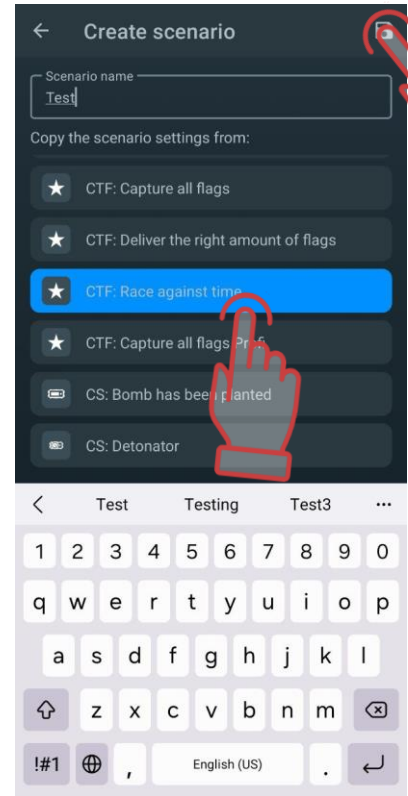 Create scenario
Scenario name
Test
Copy the scenario settings from:
CTF: Capture all flags
CTF: Deliver the right amount of flags
CTF: Race against time
CTF: Capture all flags
CS: Bomb has been planted
CS: Detonator
Test Testing Test3 ...
1 2 3 4 5 6 7 8 9 0
q w e r t y u i o p
a s d f g h j k l
z x c v b n m
!#1 , English (US) .